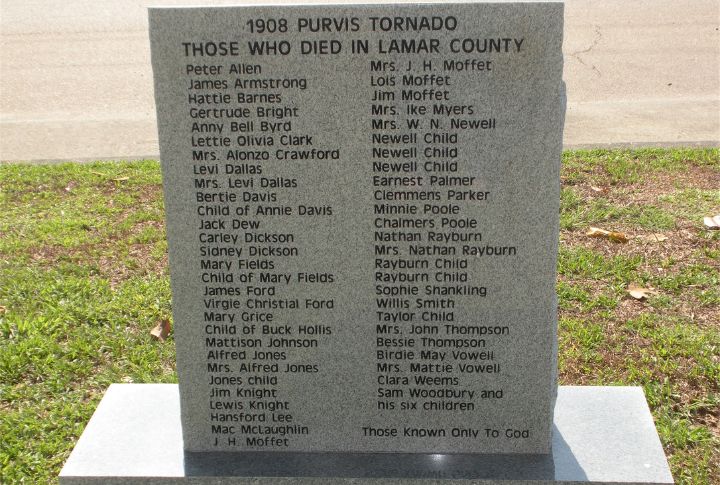 1908 PURVIS TORNADO
THOSE WHO DIED IN LAMAR COUNTY
Peter Allen
James Armstrong
Hattie Barnes
Gertrude Bright
Anny Bell Byrd
Lettie Olivia Clark
Mrs. Alonzo Crawford
Levi Dallas
Mrs. Levi Dallas
Bertie Davis
Child of Annie Davis
Jack Dew
Carley Dickson
Sidney Dickson
Mary Fields
Child of Mary Fields
James Ford
Virgie Christial Ford
Mary Grice
Child of Buck Hollis
Mattison Johnson
Alfred Jones
Mrs. Alfred Jones
Jones child
Jim Knight
Lewis Knight
Hansford Lee
Mac McLaughlin
J. H. Moffet
Mrs. J. H. Moffet
Lois Moffet
Jim Moffet
Mrs. Ike Myers
Mrs. W. N. Newell
Newell Child
Newell Child
Newell Child
Earnest Palmer
Clemmens Parker
Minnie Poole
Chalmers Poole
Nathan Rayburn
Mrs. Nathan Rayburn
Rayburn Child
Rayburn Child
Sophie Shankling
Willis Smith
Taylor Child
Mrs. John Thompson
Bessie Thompson
Birdie May Vowell
Mrs. Mattie Vowell
Clara Weems
Sam Woodbury and
his six children
Those Known Only To God